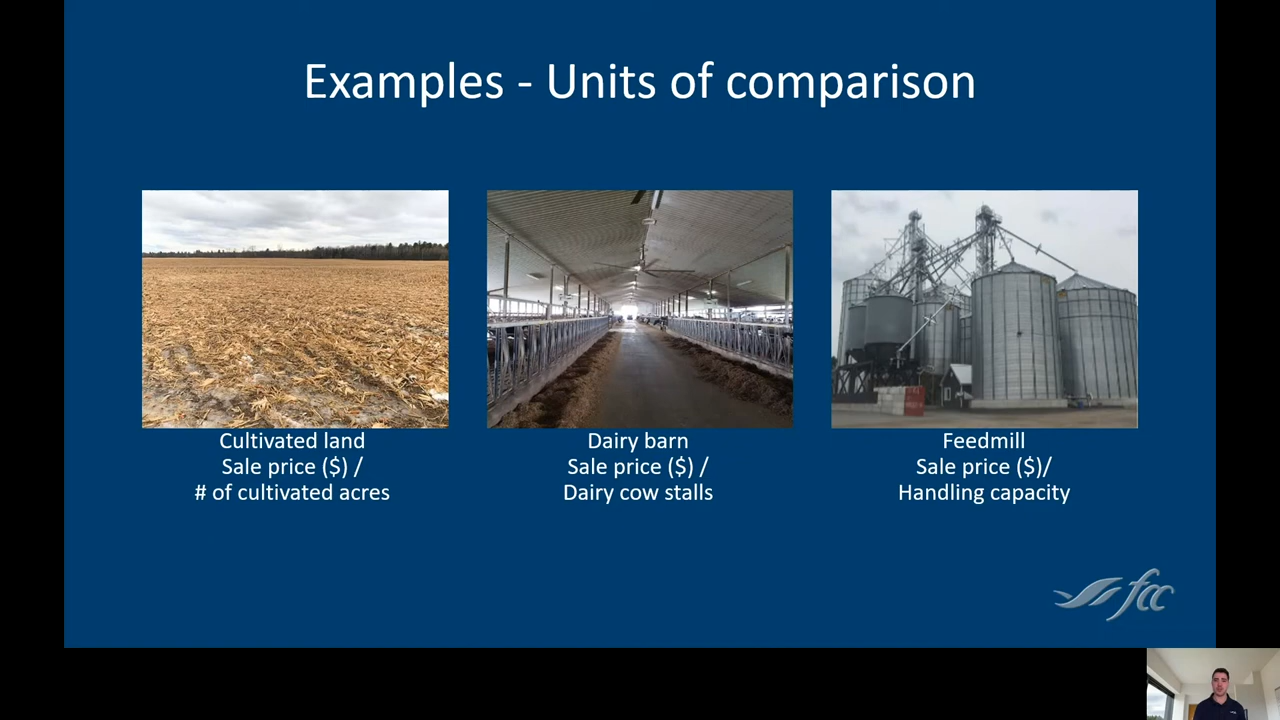 Examples - Units of comparison
Cultivated land
Sale price ($) /
# of cultivated acres
Dairy barn
Sale price ($) /
Dairy cow stalls
Feedmill
Sale price ($)/
Handling capacity
fcc